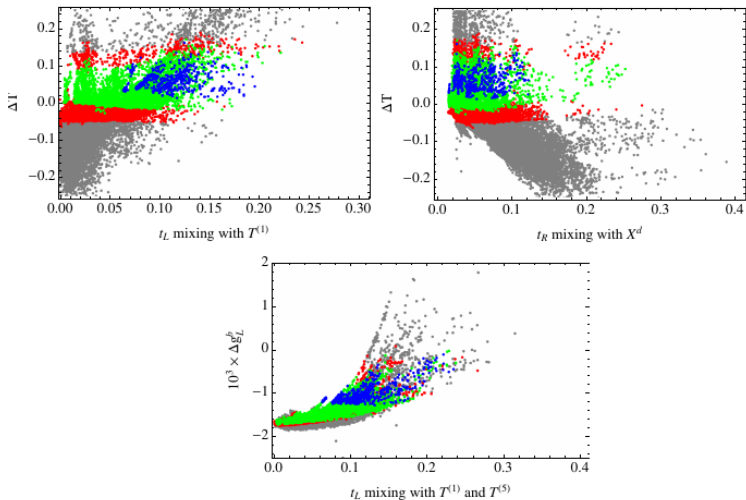 0.2
0.1
0.0
−0.1
−0.2
ΔT
0.00 0.05 0.10 0.15 0.20 0.25 0.30
t_L mixing with T^(1)
0.2
0.1
0.0
−0.1
−0.2
ΔT
0.0 0.1 0.2 0.3 0.4
t_R mixing with X^d
2
1
0
−1
−2
10^3 × Δg_L^b
0.0 0.1 0.2 0.3 0.4
t_L mixing with T^(1) and T^(5)